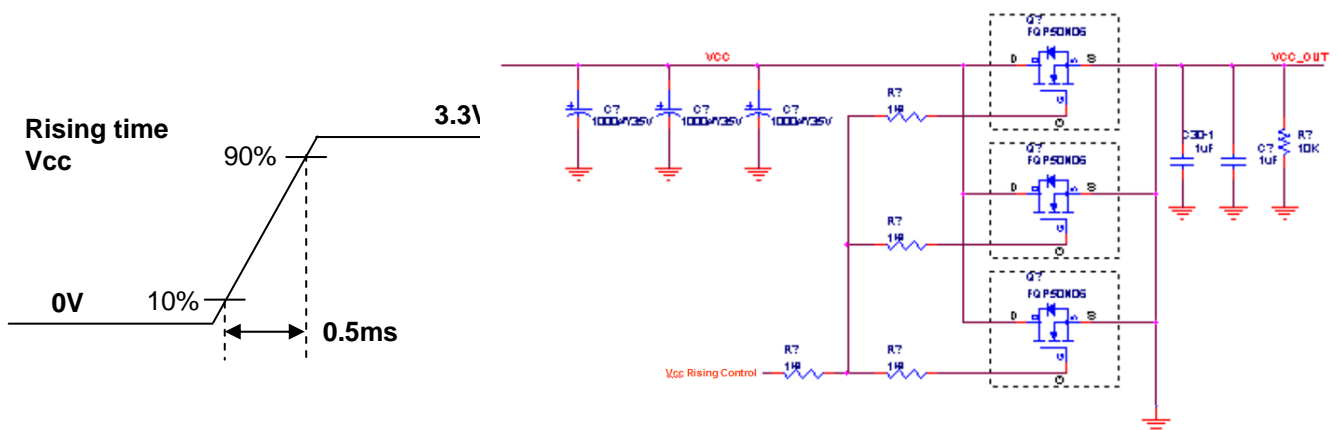 Rising time
Vcc
0V
10%
90%
3.3V
0.5ms
VCC
C?
1000uF/35V
C?
1000uF/35V
C?
1000uF/35V
Q?
FQP50N06
D
S
G
R?
1K
Q?
FQP50N06
D
S
G
R?
1K
Q?
FQP50N06
D
S
G
R?
1K
Vcc Rising Control
R?
1K
VCC_OUT
C30-1
1uF
C?
1uF
R?
10K